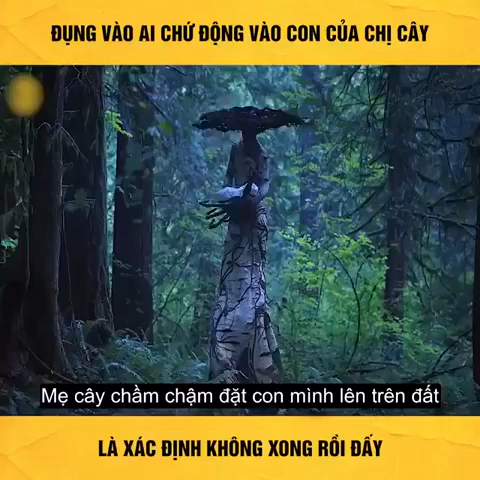 ĐỤNG VÀO AI CHỨ ĐỘNG VÀO CON CỦA CHỊ CÂY
Mẹ cây chầm chậm đặt con mình lên trên đất
LÀ XÁC ĐỊNH KHÔNG XONG RỒI ĐẤY